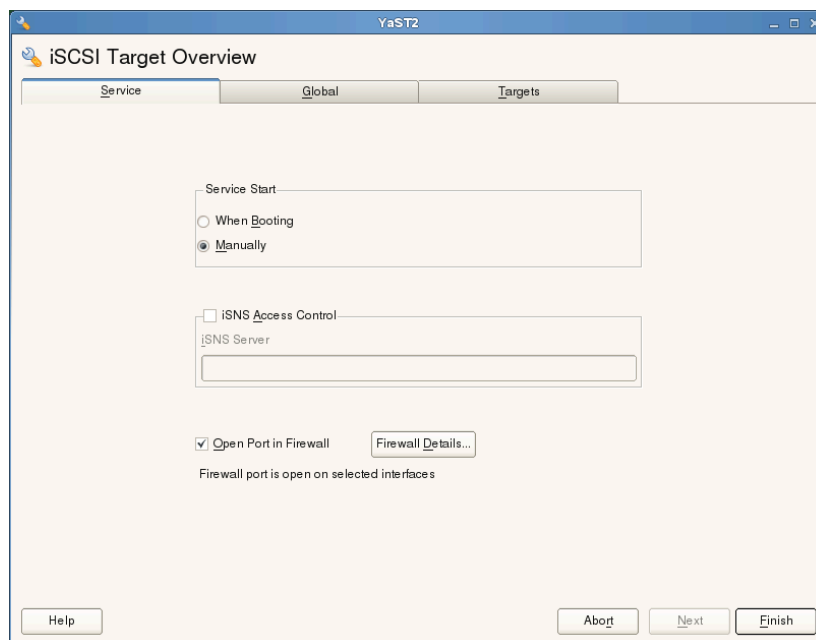 YaST2
iSCSI Target Overview
Service
Global
Targets
Service Start
When Booting
Manually
iSNS Access Control
iSNS Server
Open Port in Firewall
Firewall Details...
Firewall port is open on selected interfaces
Help
Abort
Next
Finish